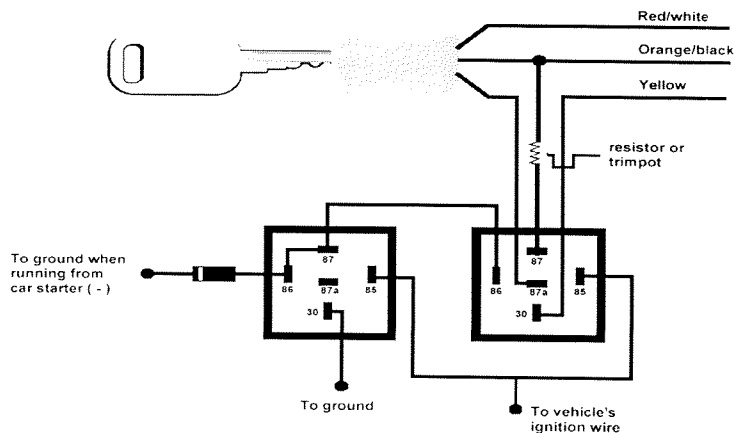 Red/white
Orange/black
Yellow
resistor or
trimpot
To ground when
running from
car starter ( - )
87
86
87a
85
30
87
86
87a
85
30
To ground
To vehicle's
ignition wire